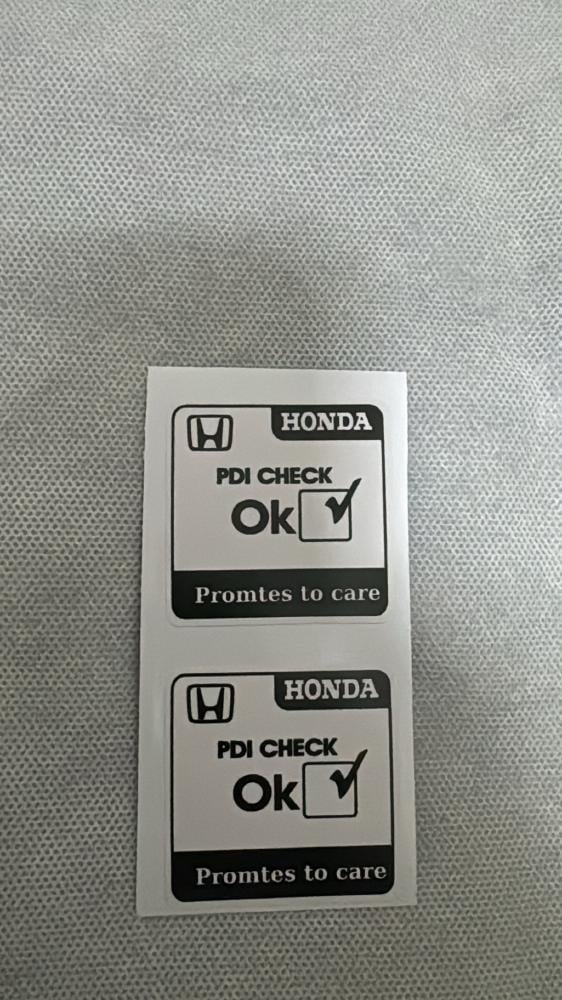 HONDA
PDI CHECK
Ok
Promtes to care
HONDA
PDI CHECK
Ok
Promtes to care